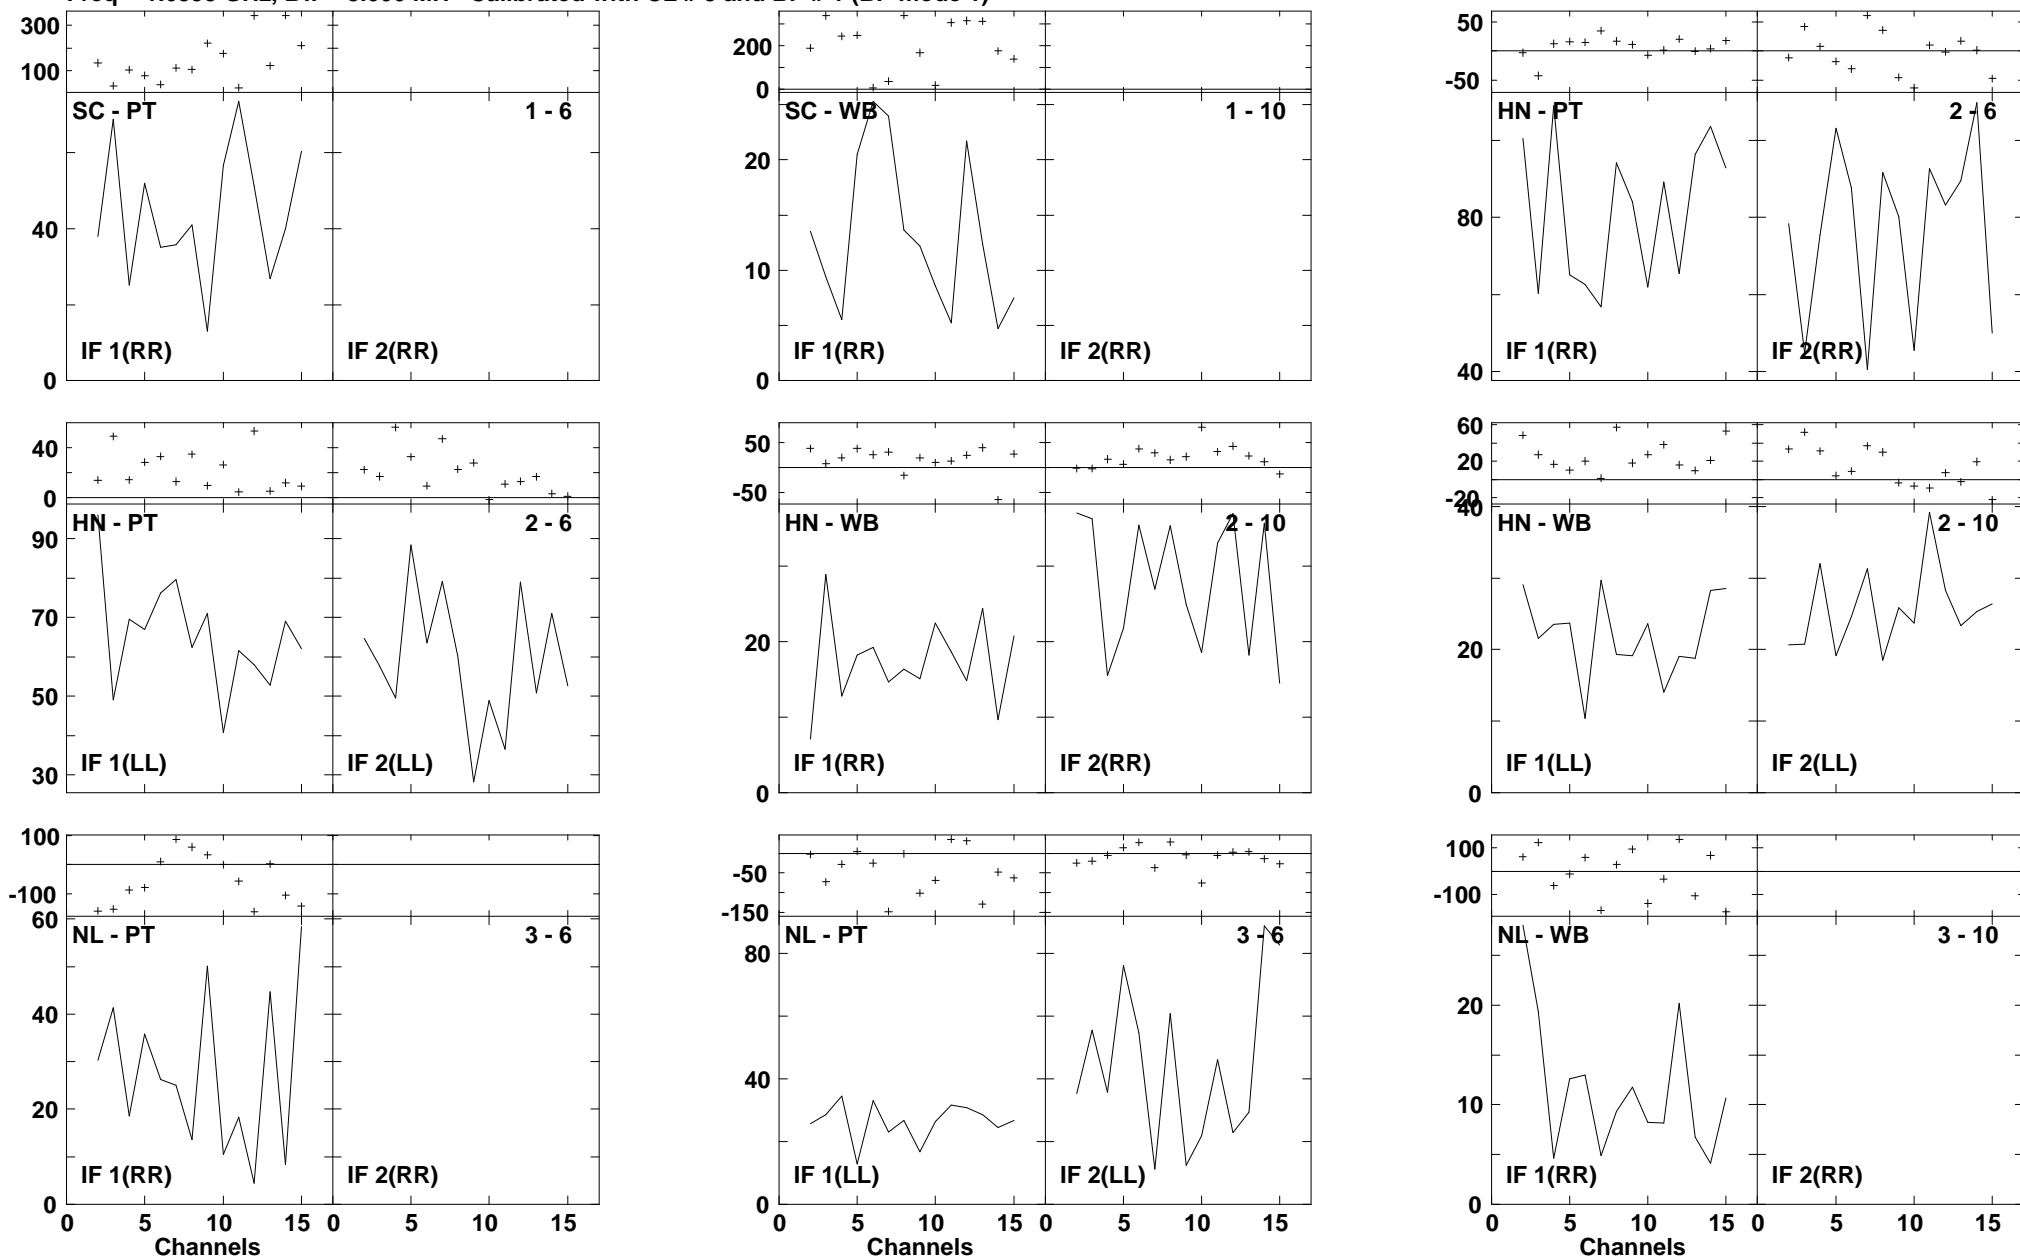 300
100
SC - PT
1 - 6
40
0
IF 1(RR)
IF 2(RR)
200
0
SC - WB
1 - 10
20
10
0
IF 1(RR)
IF 2(RR)
50
-50
HN - PT
2 - 6
80
40
IF 1(RR)
IF 2(RR)
40
0
HN - PT
2 - 6
90
70
50
30
IF 1(LL)
IF 2(LL)
50
-50
HN - WB
2 - 10
20
0
IF 1(RR)
IF 2(RR)
60
20
-20
40
HN - WB
2 - 10
20
0
IF 1(LL)
IF 2(LL)
100
-100
60
NL - PT
3 - 6
40
20
0
IF 1(RR)
IF 2(RR)
0 5 10 15 0 5 10 15
Channels
-50
-150
NL - PT
3 - 6
80
40
0
IF 1(LL)
IF 2(LL)
0 5 10 15 0 5 10 15
Channels
100
-100
NL - WB
3 - 10
20
10
0
IF 1(RR)
IF 2(RR)
0 5 10 15 0 5 10 15
Channels